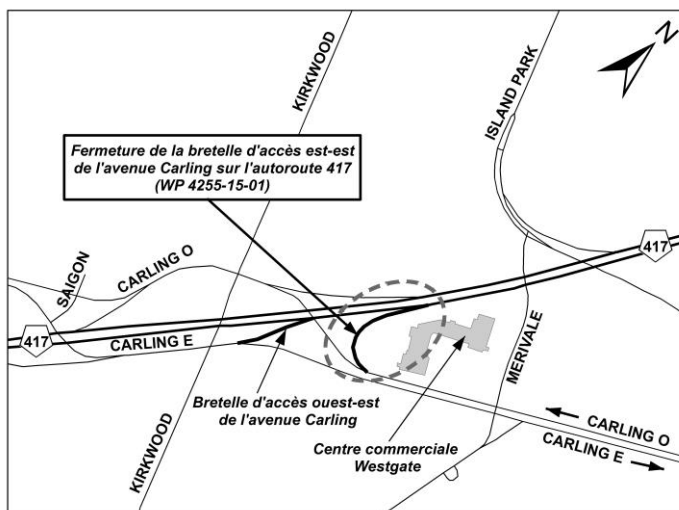 KIRKWOOD
ISLAND PARK
N
Fermeture de la bretelle d'accès est-est
de l'avenue Carling sur l'autoroute 417
(WP 4255-15-01)
417
SAIGON
CARLING O
417
CARLING E
MERIVALE
Bretelle d'accès ouest-est
de l'avenue Carling
Centre commerciale
Westgate
CARLING O
CARLING E
KIRKWOOD